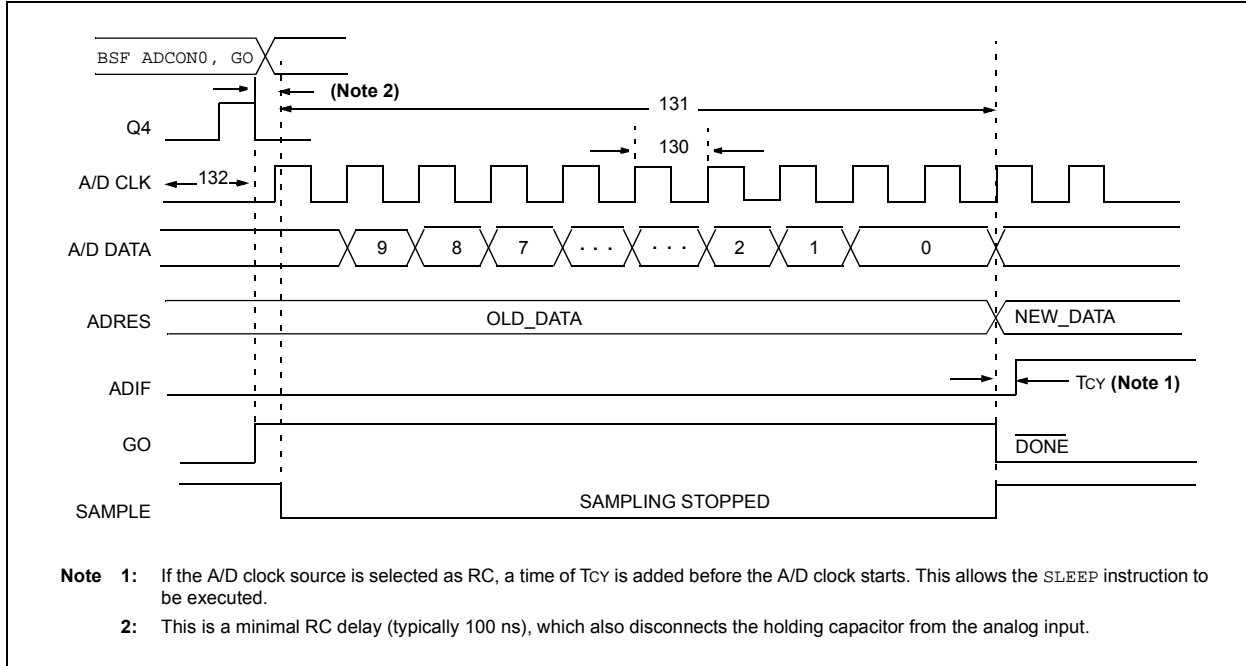 BSF ADCON0, GO
(Note 2)
131
Q4
130
A/D CLK
132
A/D DATA
9 8 7 · · · · · · 2 1 0
ADRES
OLD_DATA
NEW_DATA
ADIF
TCY (Note 1)
GO
DONE
SAMPLE
SAMPLING STOPPED
Note 1: If the A/D clock source is selected as RC, a time of TCY is added before the A/D clock starts. This allows the SLEEP instruction to
be executed.
2: This is a minimal RC delay (typically 100 ns), which also disconnects the holding capacitor from the analog input.